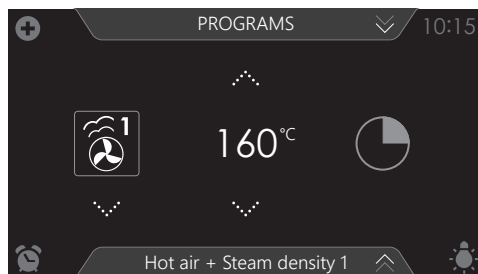 PROGRAMS
10:15
1
160°C
Hot air + Steam density 1